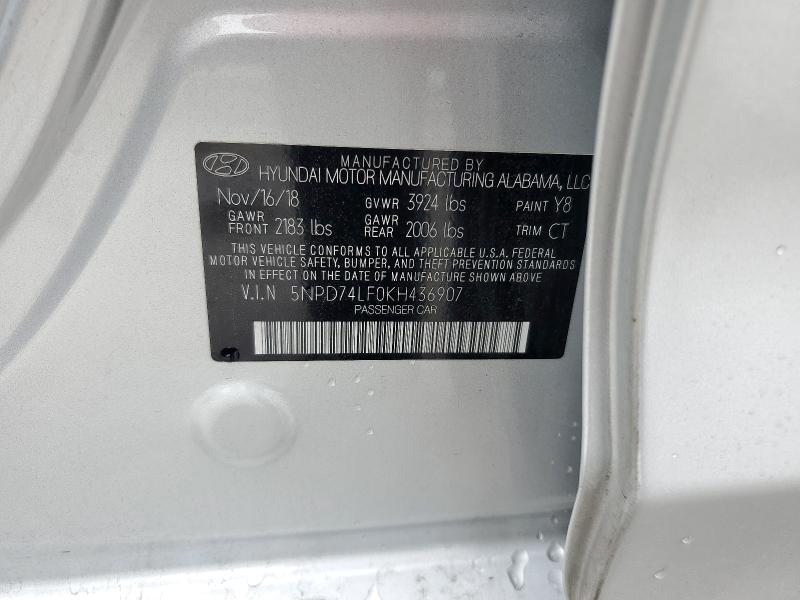 MANUFACTURED BY
HYUNDAI MOTOR MANUFACTURING ALABAMA, LLC
Nov/16/18 GVWR 3924 lbs PAINT Y8
GAWR FRONT 2183 lbs GAWR REAR 2006 lbs TRIM CT
THIS VEHICLE CONFORMS TO ALL APPLICABLE U.S.A. FEDERAL
MOTOR VEHICLE SAFETY, BUMPER, AND THEFT PREVENTION STANDARDS
IN EFFECT ON THE DATE OF MANUFACTURE SHOWN ABOVE
V.I.N 5NPD74LF0KH436907
PASSENGER CAR